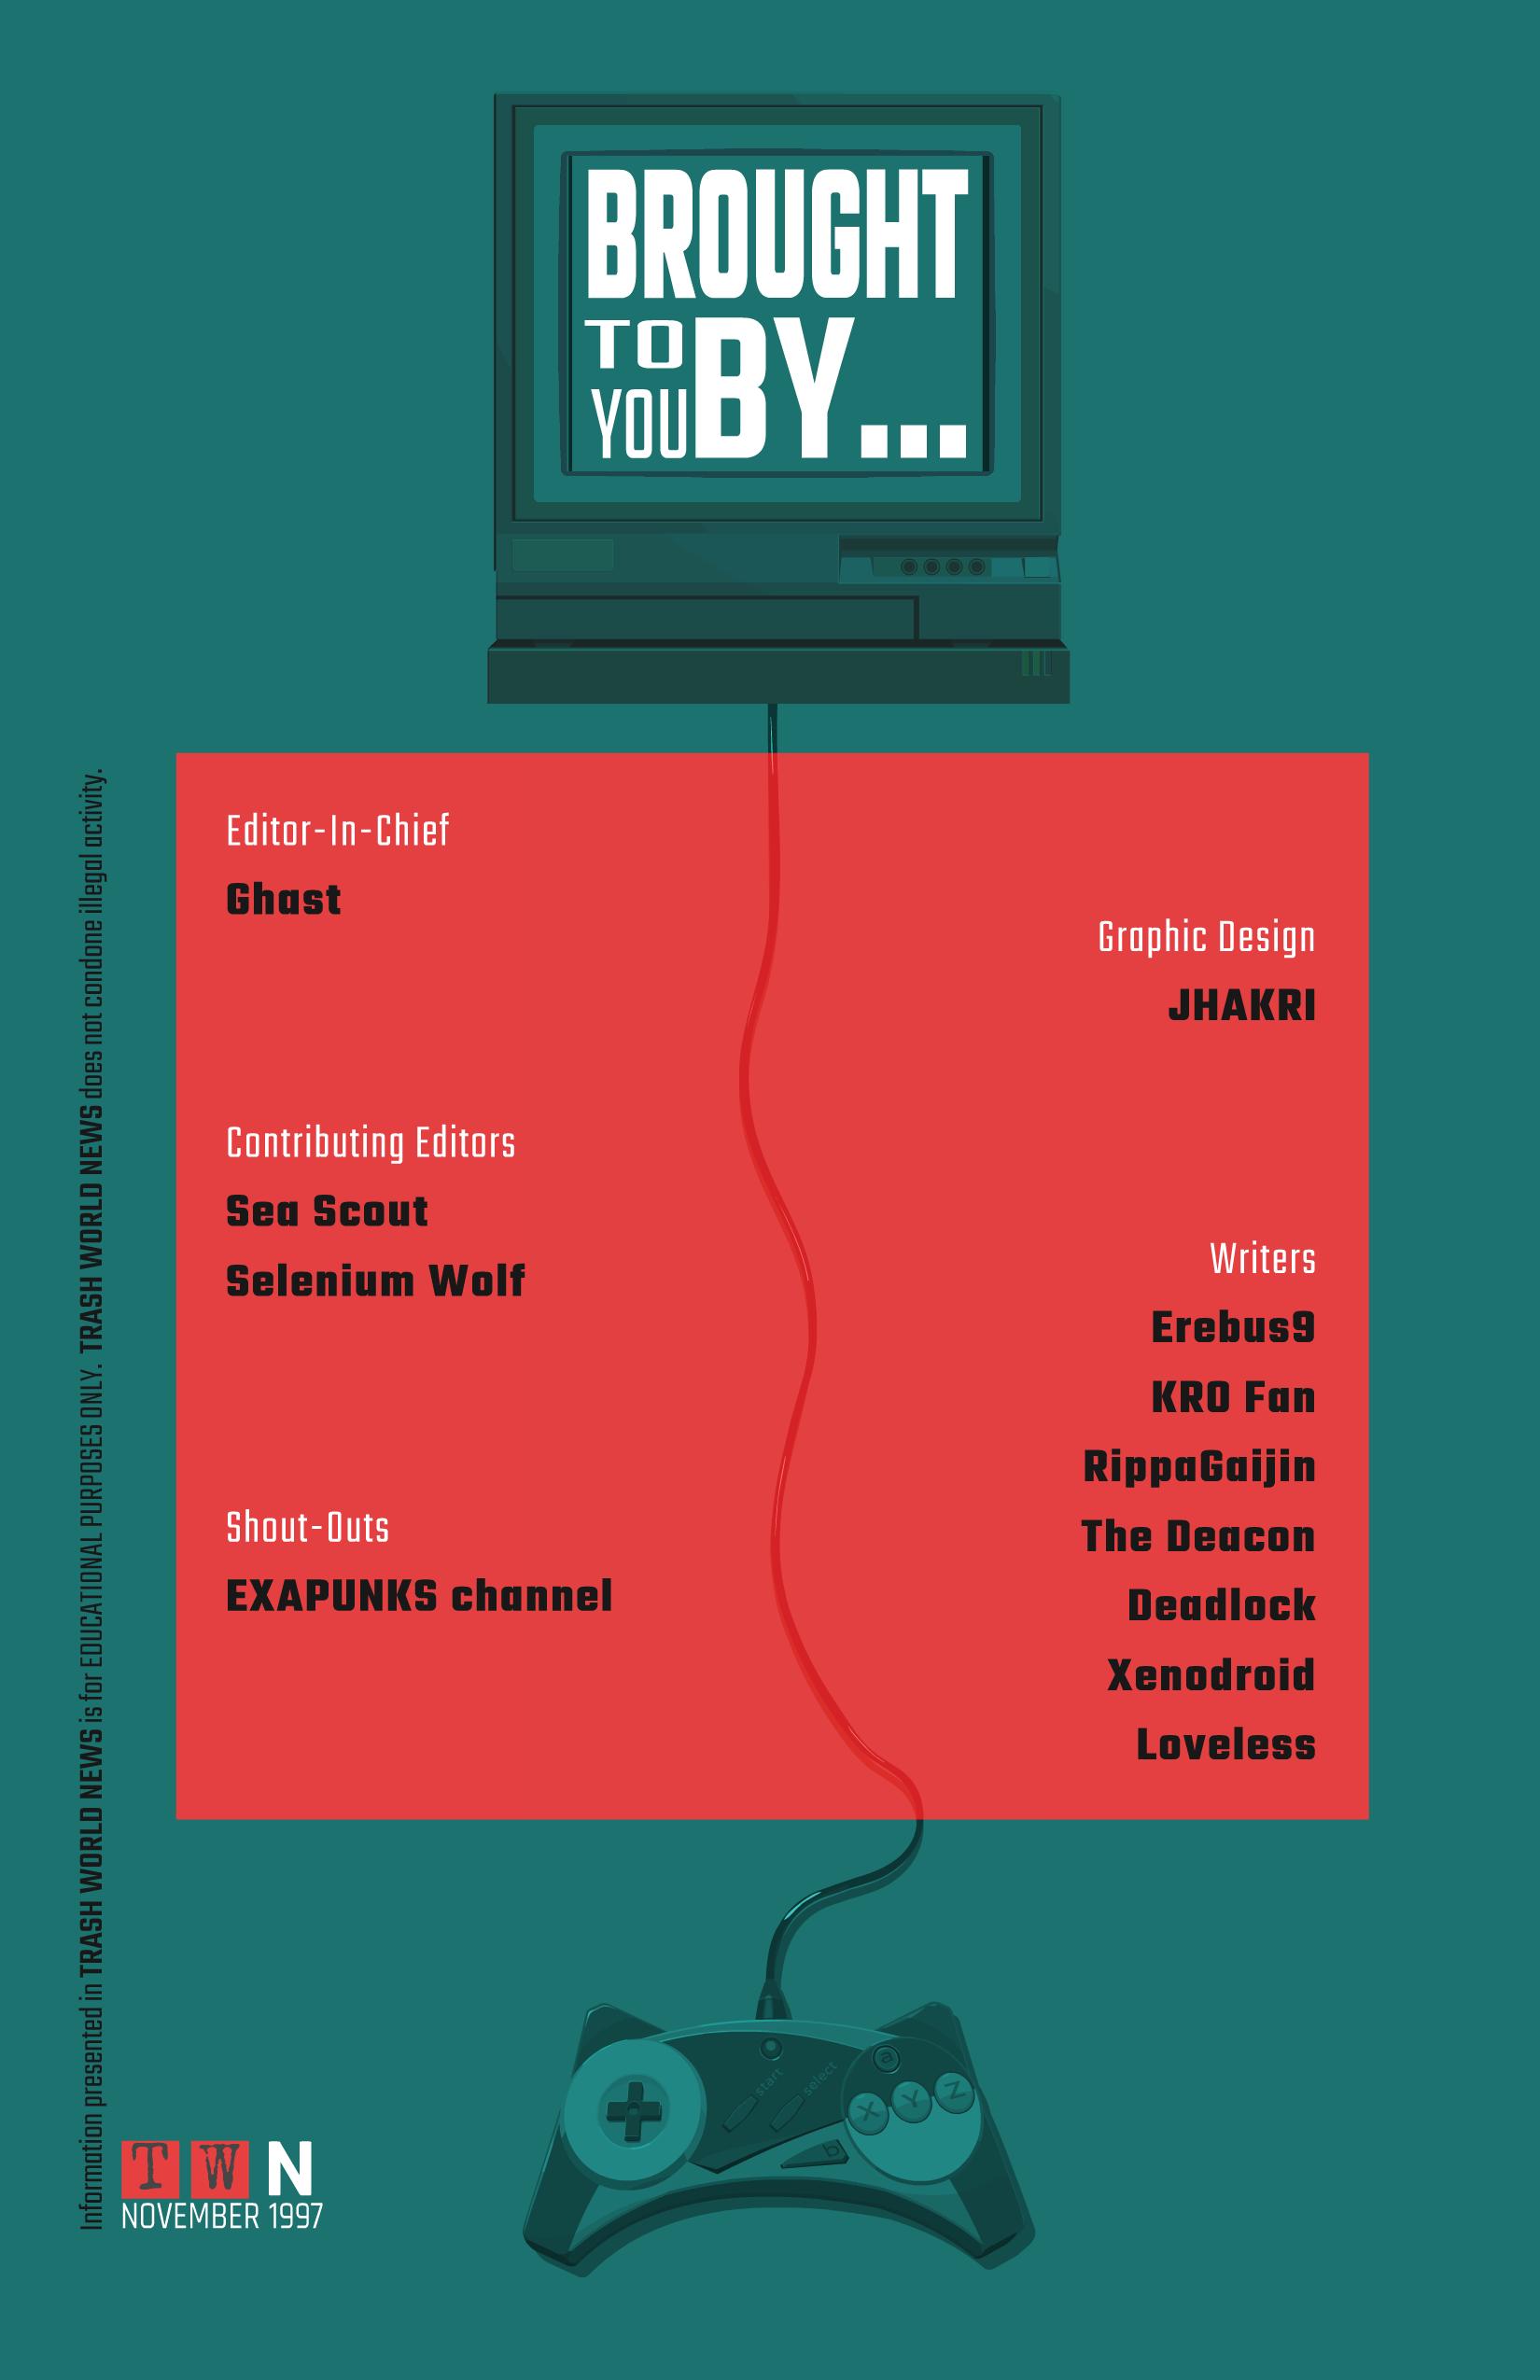 BROUGHT
TO
YOU BY...
Editor-In-Chief
Ghast
Graphic Design
JHAKRI
Contributing Editors
Sea Scout
Selenium Wolf
Writers
Erebus9
KRO Fan
RippaGaijin
The Deacon
Deadlock
Xenodroid
Loveless
Shout-Outs
EXAPUNKS channel
Information presented in TRASH WORLD NEWS is for EDUCATIONAL PURPOSES ONLY. TRASH WORLD NEWS does not condone illegal activity.
start
select
a
X Y Z
b
T W N
NOVEMBER 1997